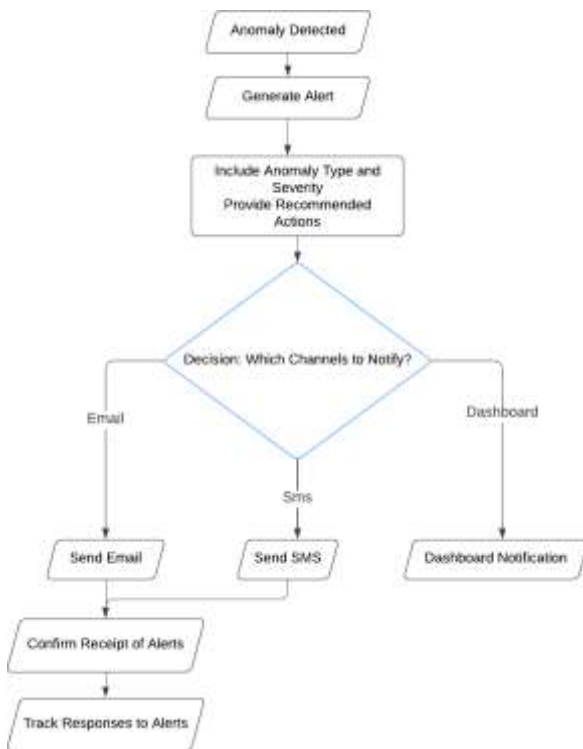 Anomaly Detected
Generate Alert
Include Anomaly Type and
Severity
Provide Recommended
Actions
Decision: Which Channels to Notify?
Email
Dashboard
Sms
Send Email
Send SMS
Dashboard Notification
Confirm Receipt of Alerts
Track Responses to Alerts